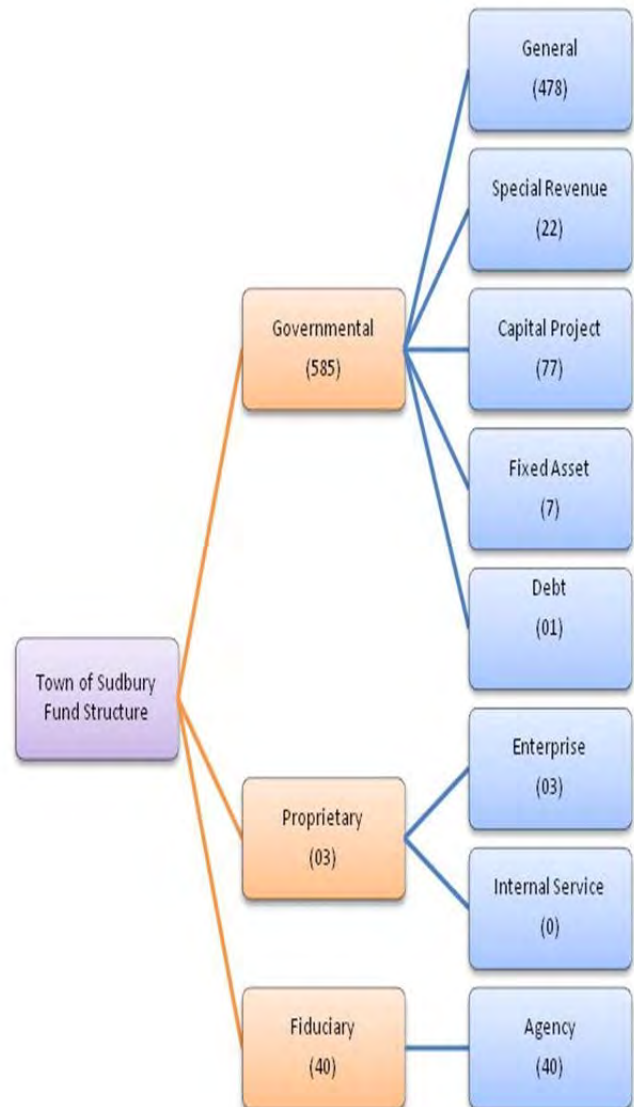 Town of Sudbury
Fund Structure
Governmental
(585)
General
(478)
Special Revenue
(22)
Capital Project
(77)
Fixed Asset
(7)
Debt
(01)
Proprietary
(03)
Enterprise
(03)
Internal Service
(0)
Fiduciary
(40)
Agency
(40)